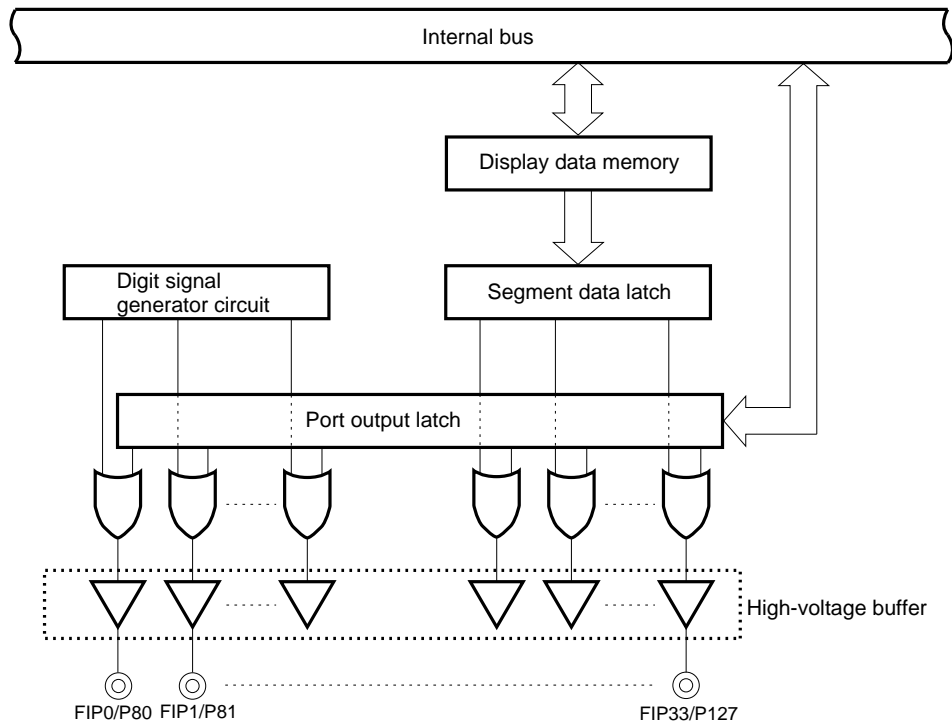 Internal bus
Display data memory
Digit signal
generator circuit
Segment data latch
Port output latch
High-voltage buffer
FIP0/P80
FIP1/P81
FIP33/P127